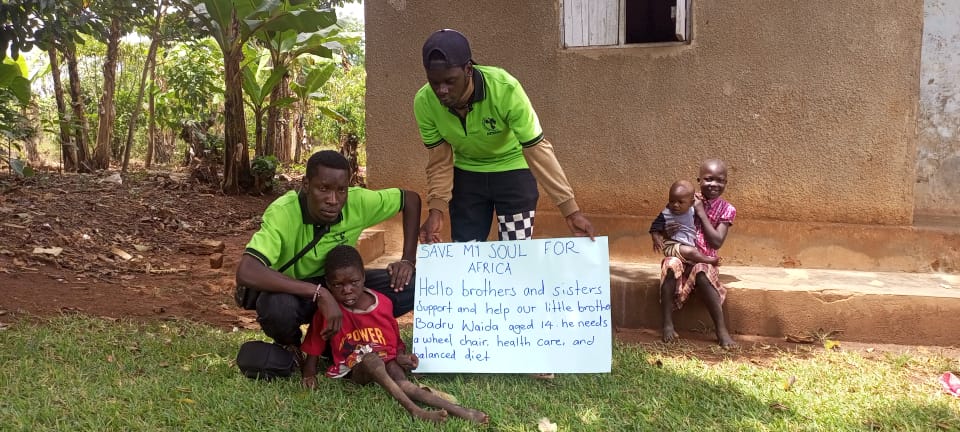 SAVE MY SOUL FOR
AFRICA
Hello brothers and sisters
Support and help our little brother
Badru Waida aged 14. he needs
a wheel chair, health care, and
balanced diet
POWER